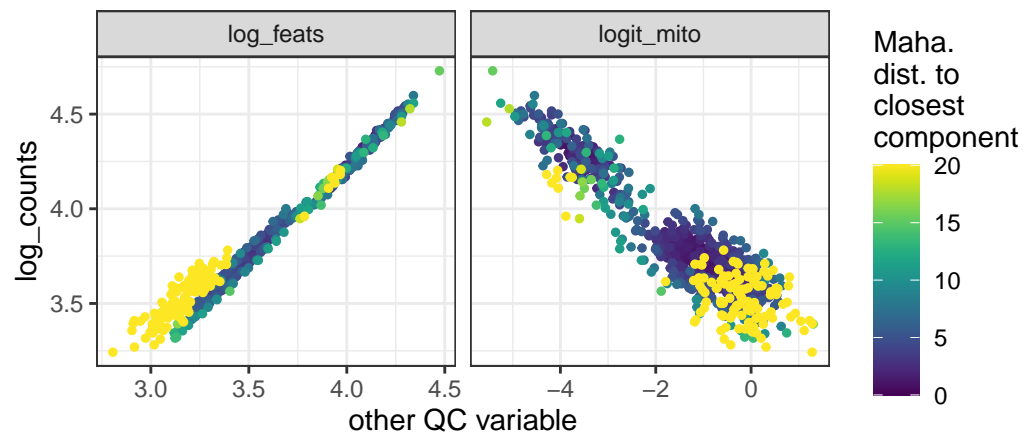 log_feats
logit_mito
log_counts
4.5
4.0
3.5
3.0
3.5
4.0
4.5
−4
−2
0
other QC variable
Maha.
dist. to
closest
component
20
15
10
5
0